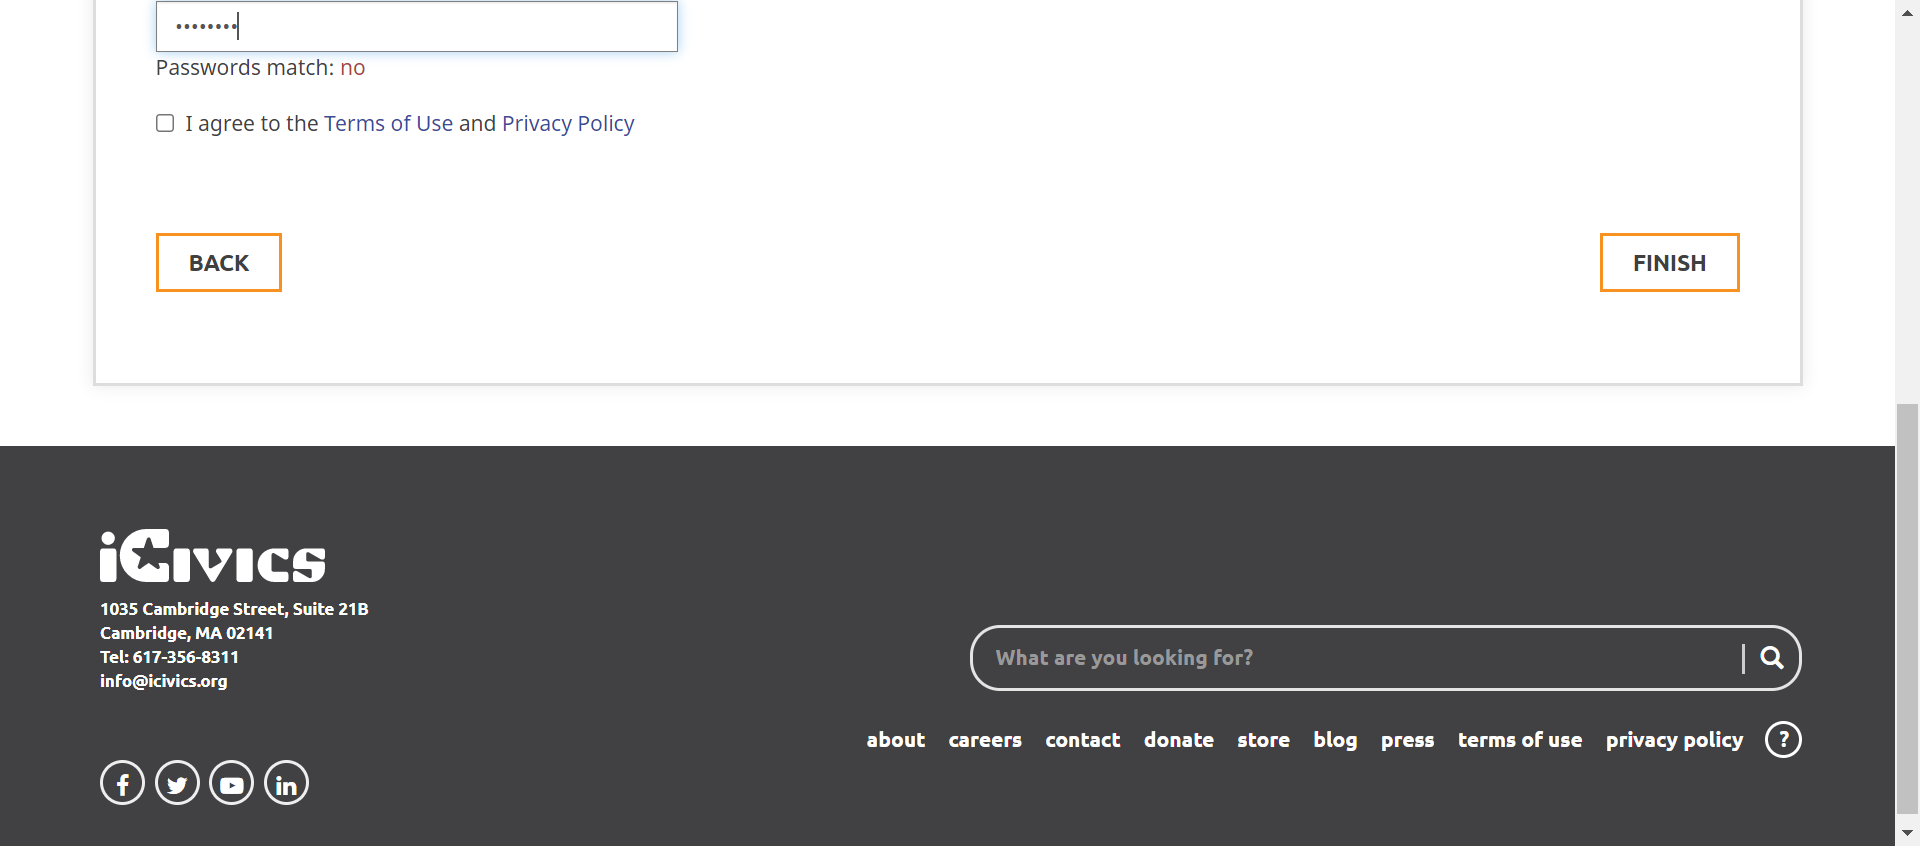 ••••••••
Passwords match: no
I agree to the Terms of Use and Privacy Policy
BACK
FINISH
iCIVICS
1035 Cambridge Street, Suite 21B
Cambridge, MA 02141
Tel: 617-356-8311
info@icivics.org
What are you looking for?
about careers contact donate store blog press terms of use privacy policy ?